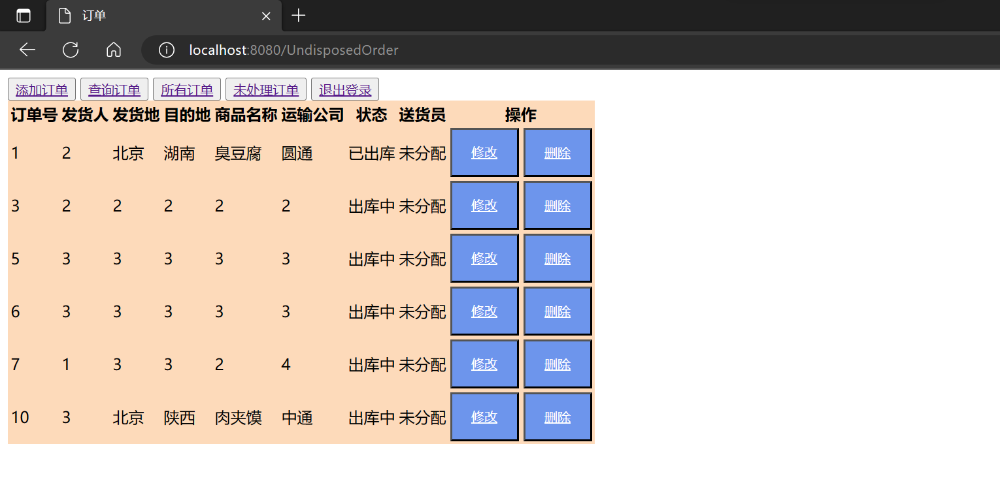 订单
localhost:8080/UndisposedOrder
添加订单 查询订单 所有订单 未处理订单 退出登录
订单号 发货人 发货地 目的地 商品名称 运输公司 状态 送货员 操作
1 2 北京 湖南 臭豆腐 圆通 已出库 未分配 修改 删除
3 2 2 2 2 2 出库中 未分配 修改 删除
5 3 3 3 3 3 出库中 未分配 修改 删除
6 3 3 3 3 3 出库中 未分配 修改 删除
7 1 3 3 2 4 出库中 未分配 修改 删除
10 3 北京 陕西 肉夹馍 中通 出库中 未分配 修改 删除